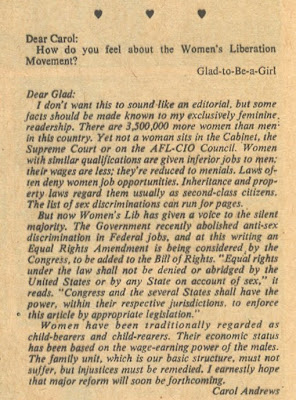 Dear Carol:
How do you feel about the Women's Liberation
Movement?
Glad-to-Be-a-Girl
Dear Glad:
I don't want this to sound like an editorial, but some
facts should be made known to my exclusively feminine
readership. There are 3,500,000 more women than men
in this country. Yet not a woman sits in the Cabinet, the
Supreme Court or on the AFL-CIO Council. Women
with similar qualifications are given inferior jobs to men;
their wages are less; they're reduced to menials. Laws of-
ten deny women job opportunities. Inheritance and prop-
erty laws regard them usually as second-class citizens.
The list of sex discriminations can run for pages.
But now Women's Lib has given a voice to the silent
majority. The Government recently abolished anti-sex
discrimination in Federal jobs, and at this writing an
Equal Rights Amendment is being considered by the
Congress, to be added to the Bill of Rights. "Equal rights
under the law shall not be denied or abridged by the
United States or by any State on account of sex," it
reads. "Congress and the several States shall have the
power, within their respective jurisdictions, to enforce
this article by appropriate legislation."
Women have been traditionally regarded as
child-bearers and child-rearers. Their economic status
has been based on the wage-earning power of the males.
The family unit, which is our basic structure, must not
suffer, but injustices must be remedied. I earnestly hope
that major reform will soon be forthcoming.
Carol Andrews